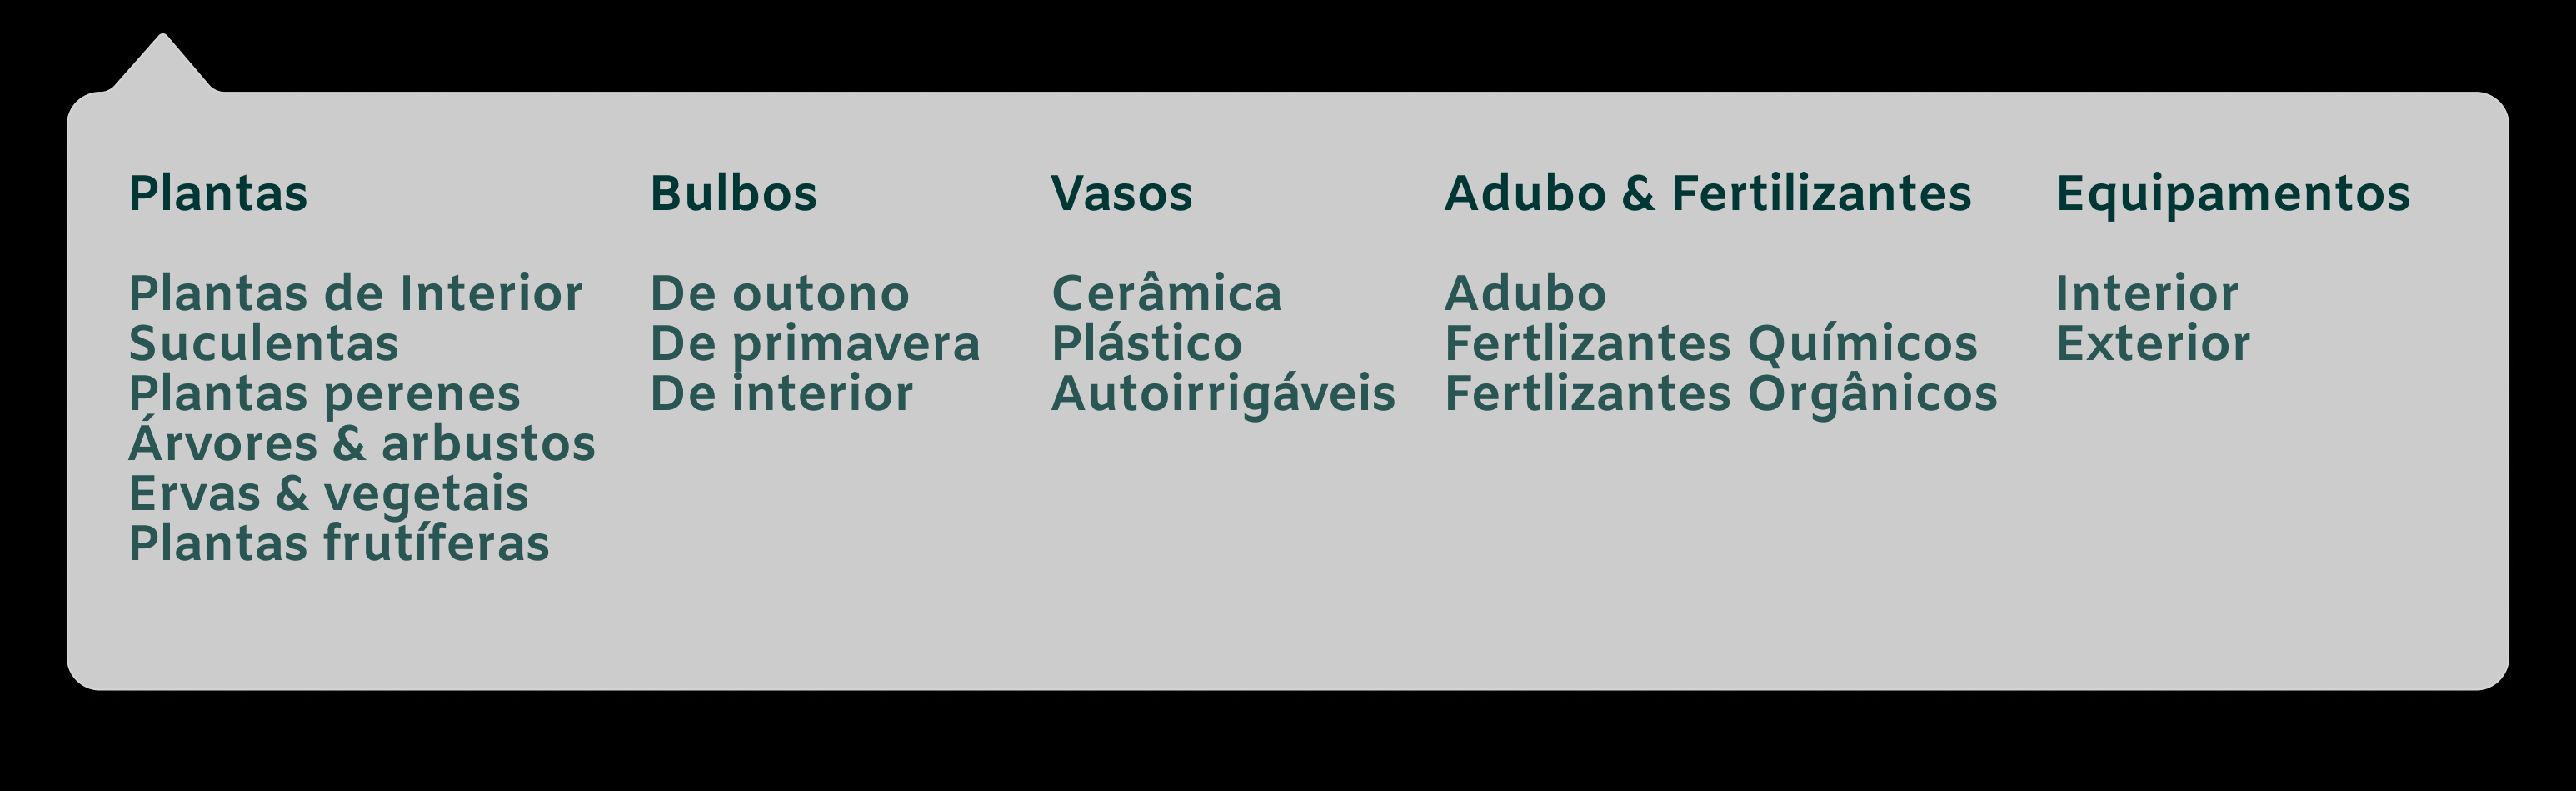 Plantas
Plantas de Interior
Suculentas
Plantas perenes
Árvores & arbustos
Ervas & vegetais
Plantas frutíferas
Bulbos
De outono
De primavera
De interior
Vasos
Cerâmica
Plástico
Autoirrigáveis
Adubo & Fertilizantes
Adubo
Fertlizantes Químicos
Fertlizantes Orgânicos
Equipamentos
Interior
Exterior